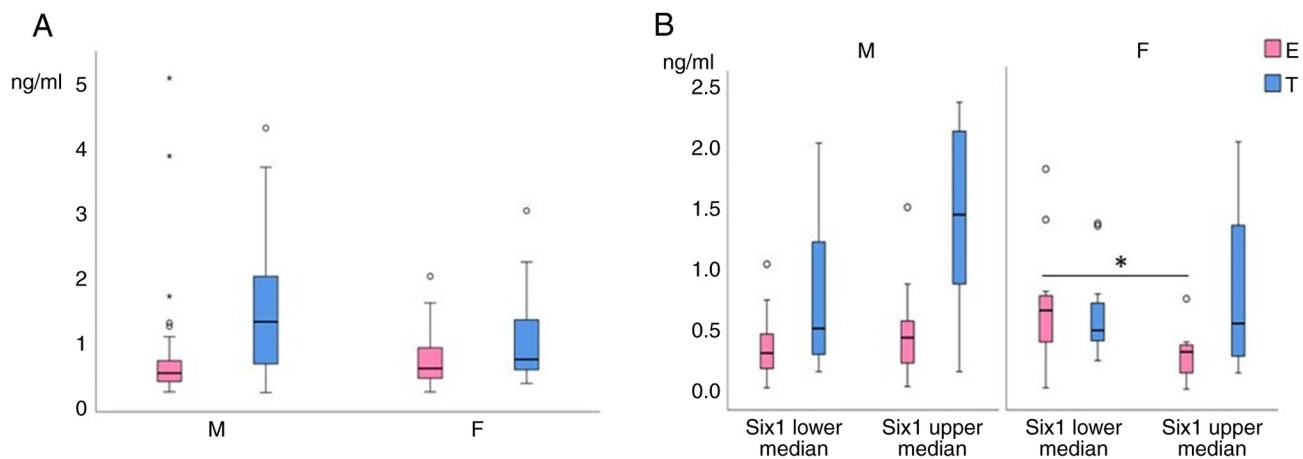 A
ng/ml
5
4
3
2
1
0
M F
B
M F
ng/ml
2.5
2.0
1.5
1.0
0.5
0.0
*
Six1 lower median
Six1 upper median
Six1 lower median
Six1 upper median
E
T